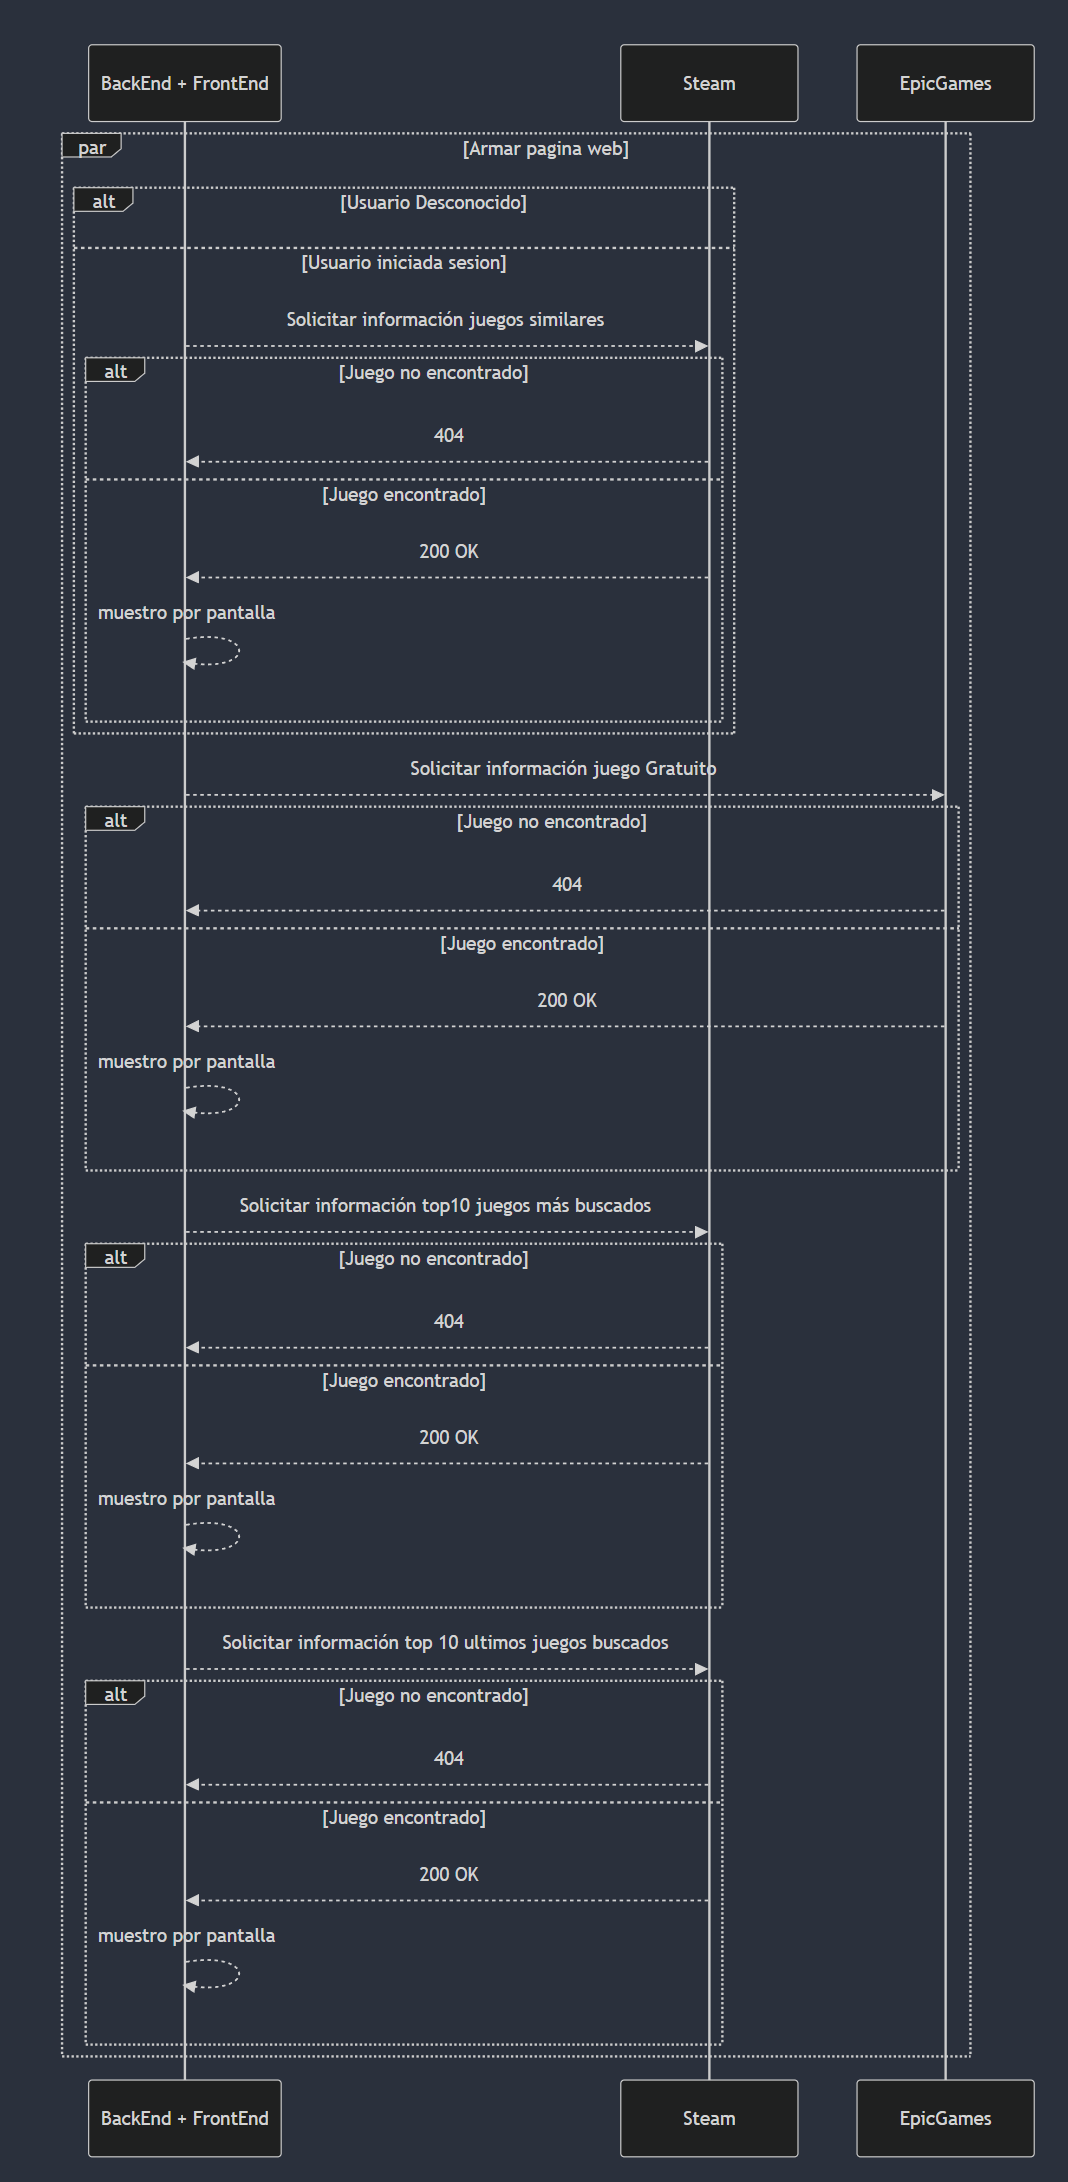 BackEnd + FrontEnd
Steam
EpicGames
par
[Armar pagina web]
alt
[Usuario Desconocido]
[Usuario iniciada sesion]
Solicitar información juegos similares
alt
[Juego no encontrado]
404
[Juego encontrado]
200 OK
muestro por pantalla
Solicitar información juego Gratuito
alt
[Juego no encontrado]
404
[Juego encontrado]
200 OK
muestro por pantalla
Solicitar información top10 juegos más buscados
alt
[Juego no encontrado]
404
[Juego encontrado]
200 OK
muestro por pantalla
Solicitar información top 10 ultimos juegos buscados
alt
[Juego no encontrado]
404
[Juego encontrado]
200 OK
muestro por pantalla
BackEnd + FrontEnd
Steam
EpicGames